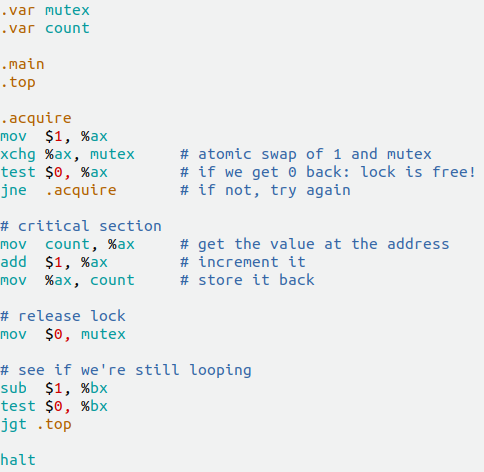 .var mutex
.var count

.main
.top

.acquire
mov  $1, %ax
xchg %ax, mutex     # atomic swap of 1 and mutex
test $0, %ax        # if we get 0 back: lock is free!
jne  .acquire       # if not, try again

# critical section
mov  count, %ax     # get the value at the address
add  $1, %ax        # increment it
mov  %ax, count     # store it back

# release lock
mov  $0, mutex

# see if we're still looping
sub  $1, %bx
test $0, %bx
jgt .top

halt